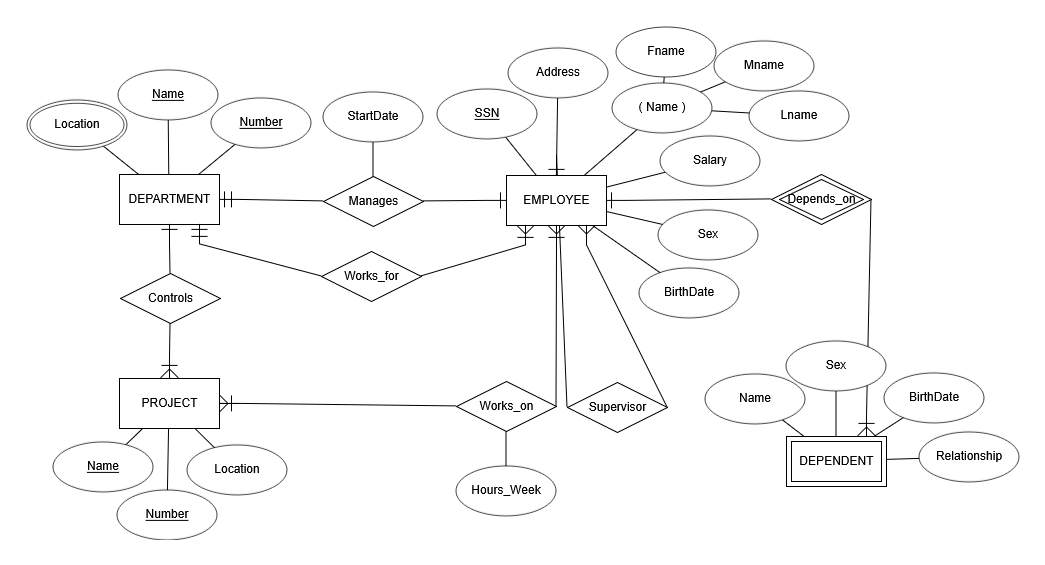 Fname
Mname
Address
Name
( Name )
Location
Number
StartDate
SSN
Lname
Salary
DEPARTMENT
Manages
EMPLOYEE
Depends_on
Sex
Works_for
BirthDate
Controls
Sex
Name
BirthDate
PROJECT
Works_on
Supervisor
Relationship
DEPENDENT
Name
Location
Hours_Week
Number